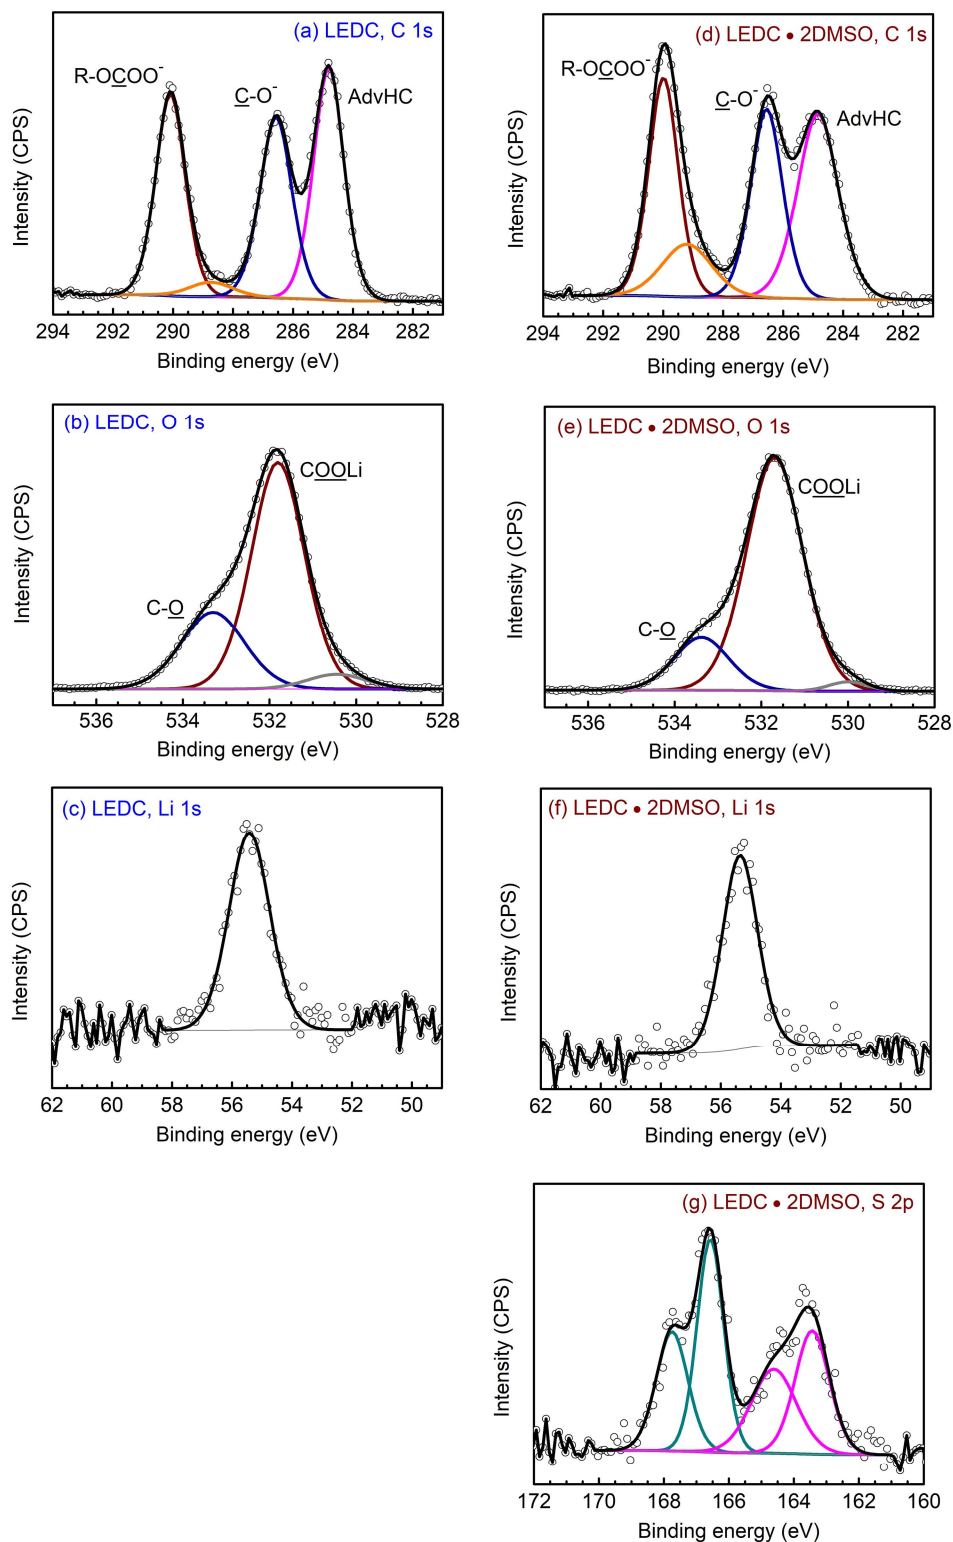 (a) LEDC, C 1s
R-OCOO⁻
C-O⁻
AdvHC
Intensity (CPS)
294 292 290 288 286 284 282
Binding energy (eV)
(d) LEDC • 2DMSO, C 1s
R-OCOO⁻
C-O⁻
AdvHC
Intensity (CPS)
294 292 290 288 286 284 282
Binding energy (eV)
(b) LEDC, O 1s
COOLi
C-O
Intensity (CPS)
536 534 532 530 528
Binding energy (eV)
(e) LEDC • 2DMSO, O 1s
COOLi
C-O
Intensity (CPS)
536 534 532 530 528
Binding energy (eV)
(c) LEDC, Li 1s
Intensity (CPS)
62 60 58 56 54 52 50
Binding energy (eV)
(f) LEDC • 2DMSO, Li 1s
Intensity (CPS)
62 60 58 56 54 52 50
Binding energy (eV)
(g) LEDC • 2DMSO, S 2p
Intensity (CPS)
172 170 168 166 164 162 160
Binding energy (eV)